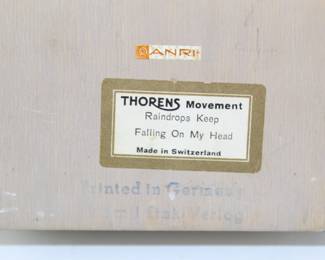 ANRI
THORENS Movement
Raindrops Keep
Falling On My Head
Made in Switzerland
Printed in Germany